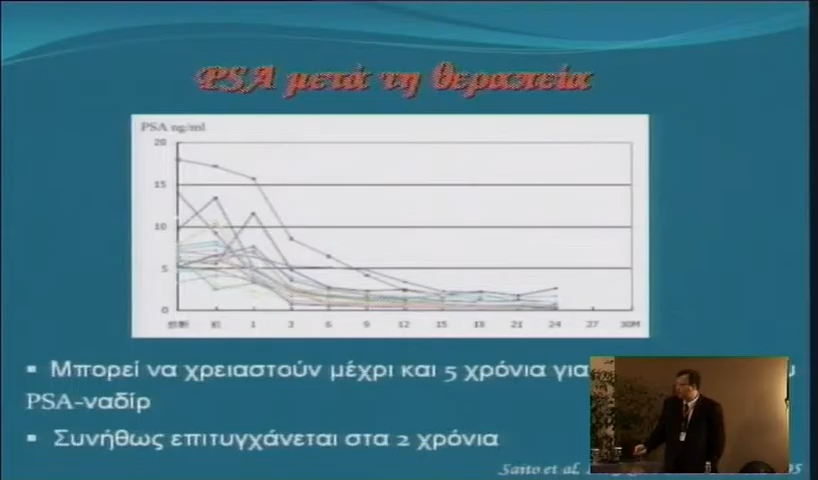 PSA μετά τη θεραπεία
PSA ng/ml
20
15
10
5
0
1 3 6 9 12 15 18 21 24 27 30M
▪ Μπορεί να χρειαστούν μέχρι και 5 χρόνια για
PSA-ναδίρ
▪ Συνήθως επιτυγχάνεται στα 2 χρόνια
Saito et al,